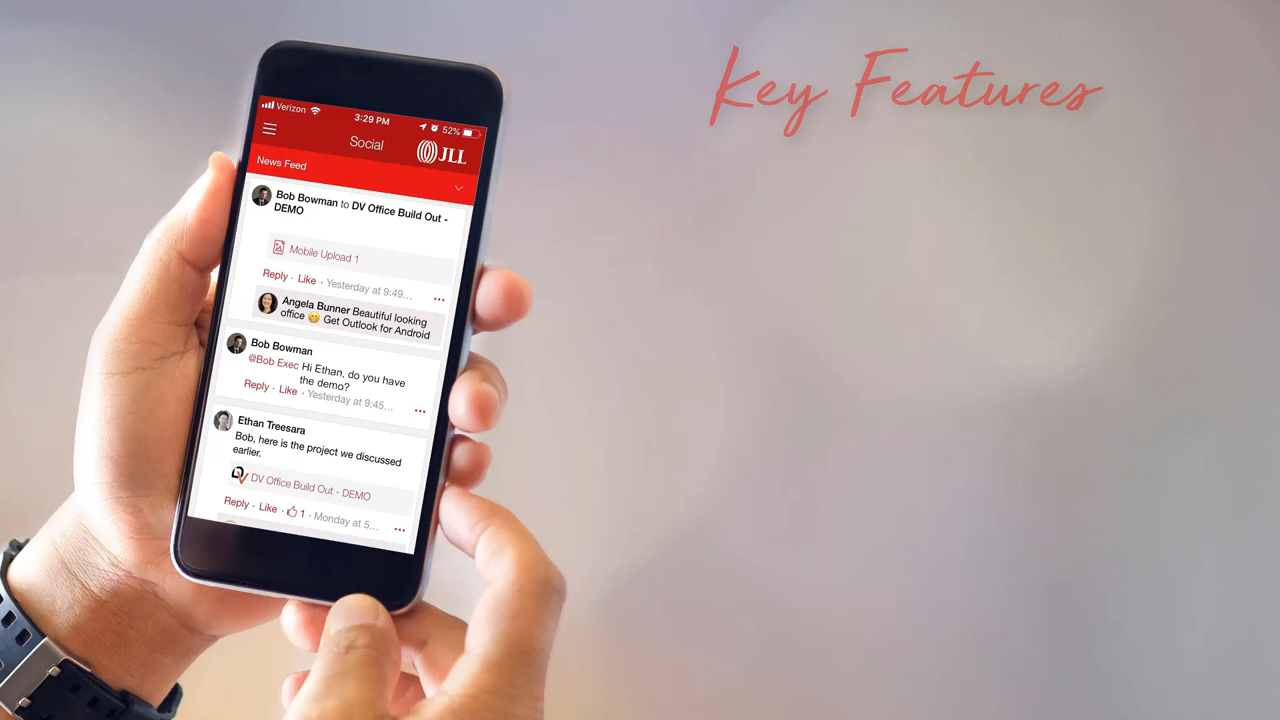 Key Features
Verizon
3:29 PM
52%
Social
JLL
News Feed
Bob Bowman to DV Office Build Out -
DEMO
Mobile Upload 1
Reply · Like · Yesterday at 9:49...
Angela Bunner Beautiful looking
office 😀 Get Outlook for Android
Bob Bowman
@Bob Exec Hi Ethan, do you have
the demo?
Reply · Like · Yesterday at 9:45...
Ethan Treesara
Bob, here is the project we discussed
earlier.
DV Office Build Out - DEMO
Reply · Like · 1 · Monday at 5...